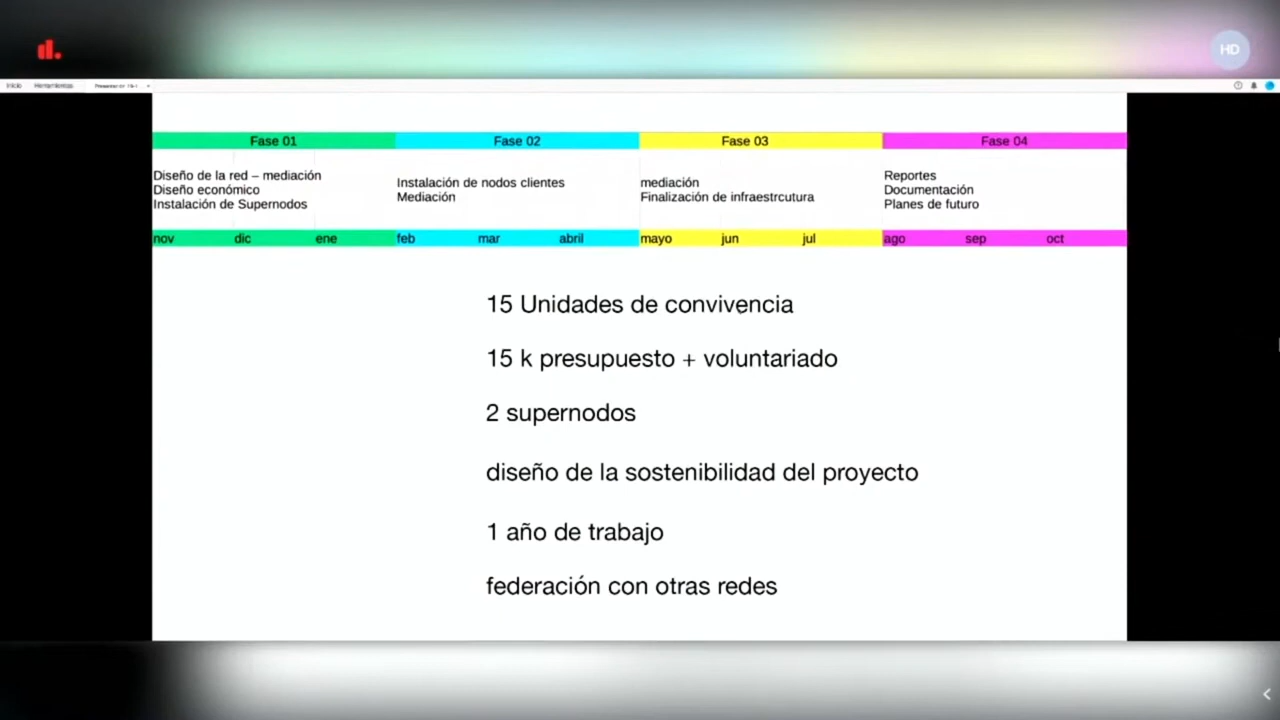 HD
Inicio Herramientas
Fase 01 Fase 02 Fase 03 Fase 04
Diseño de la red – mediación
Diseño económico
Instalación de Supernodos
Instalación de nodos clientes
Mediación
mediación
Finalización de infraestrcutura
Reportes
Documentación
Planes de futuro
nov dic ene feb mar abril mayo jun jul ago sep oct
15 Unidades de convivencia
15 k presupuesto + voluntariado
2 supernodos
diseño de la sostenibilidad del proyecto
1 año de trabajo
federación con otras redes